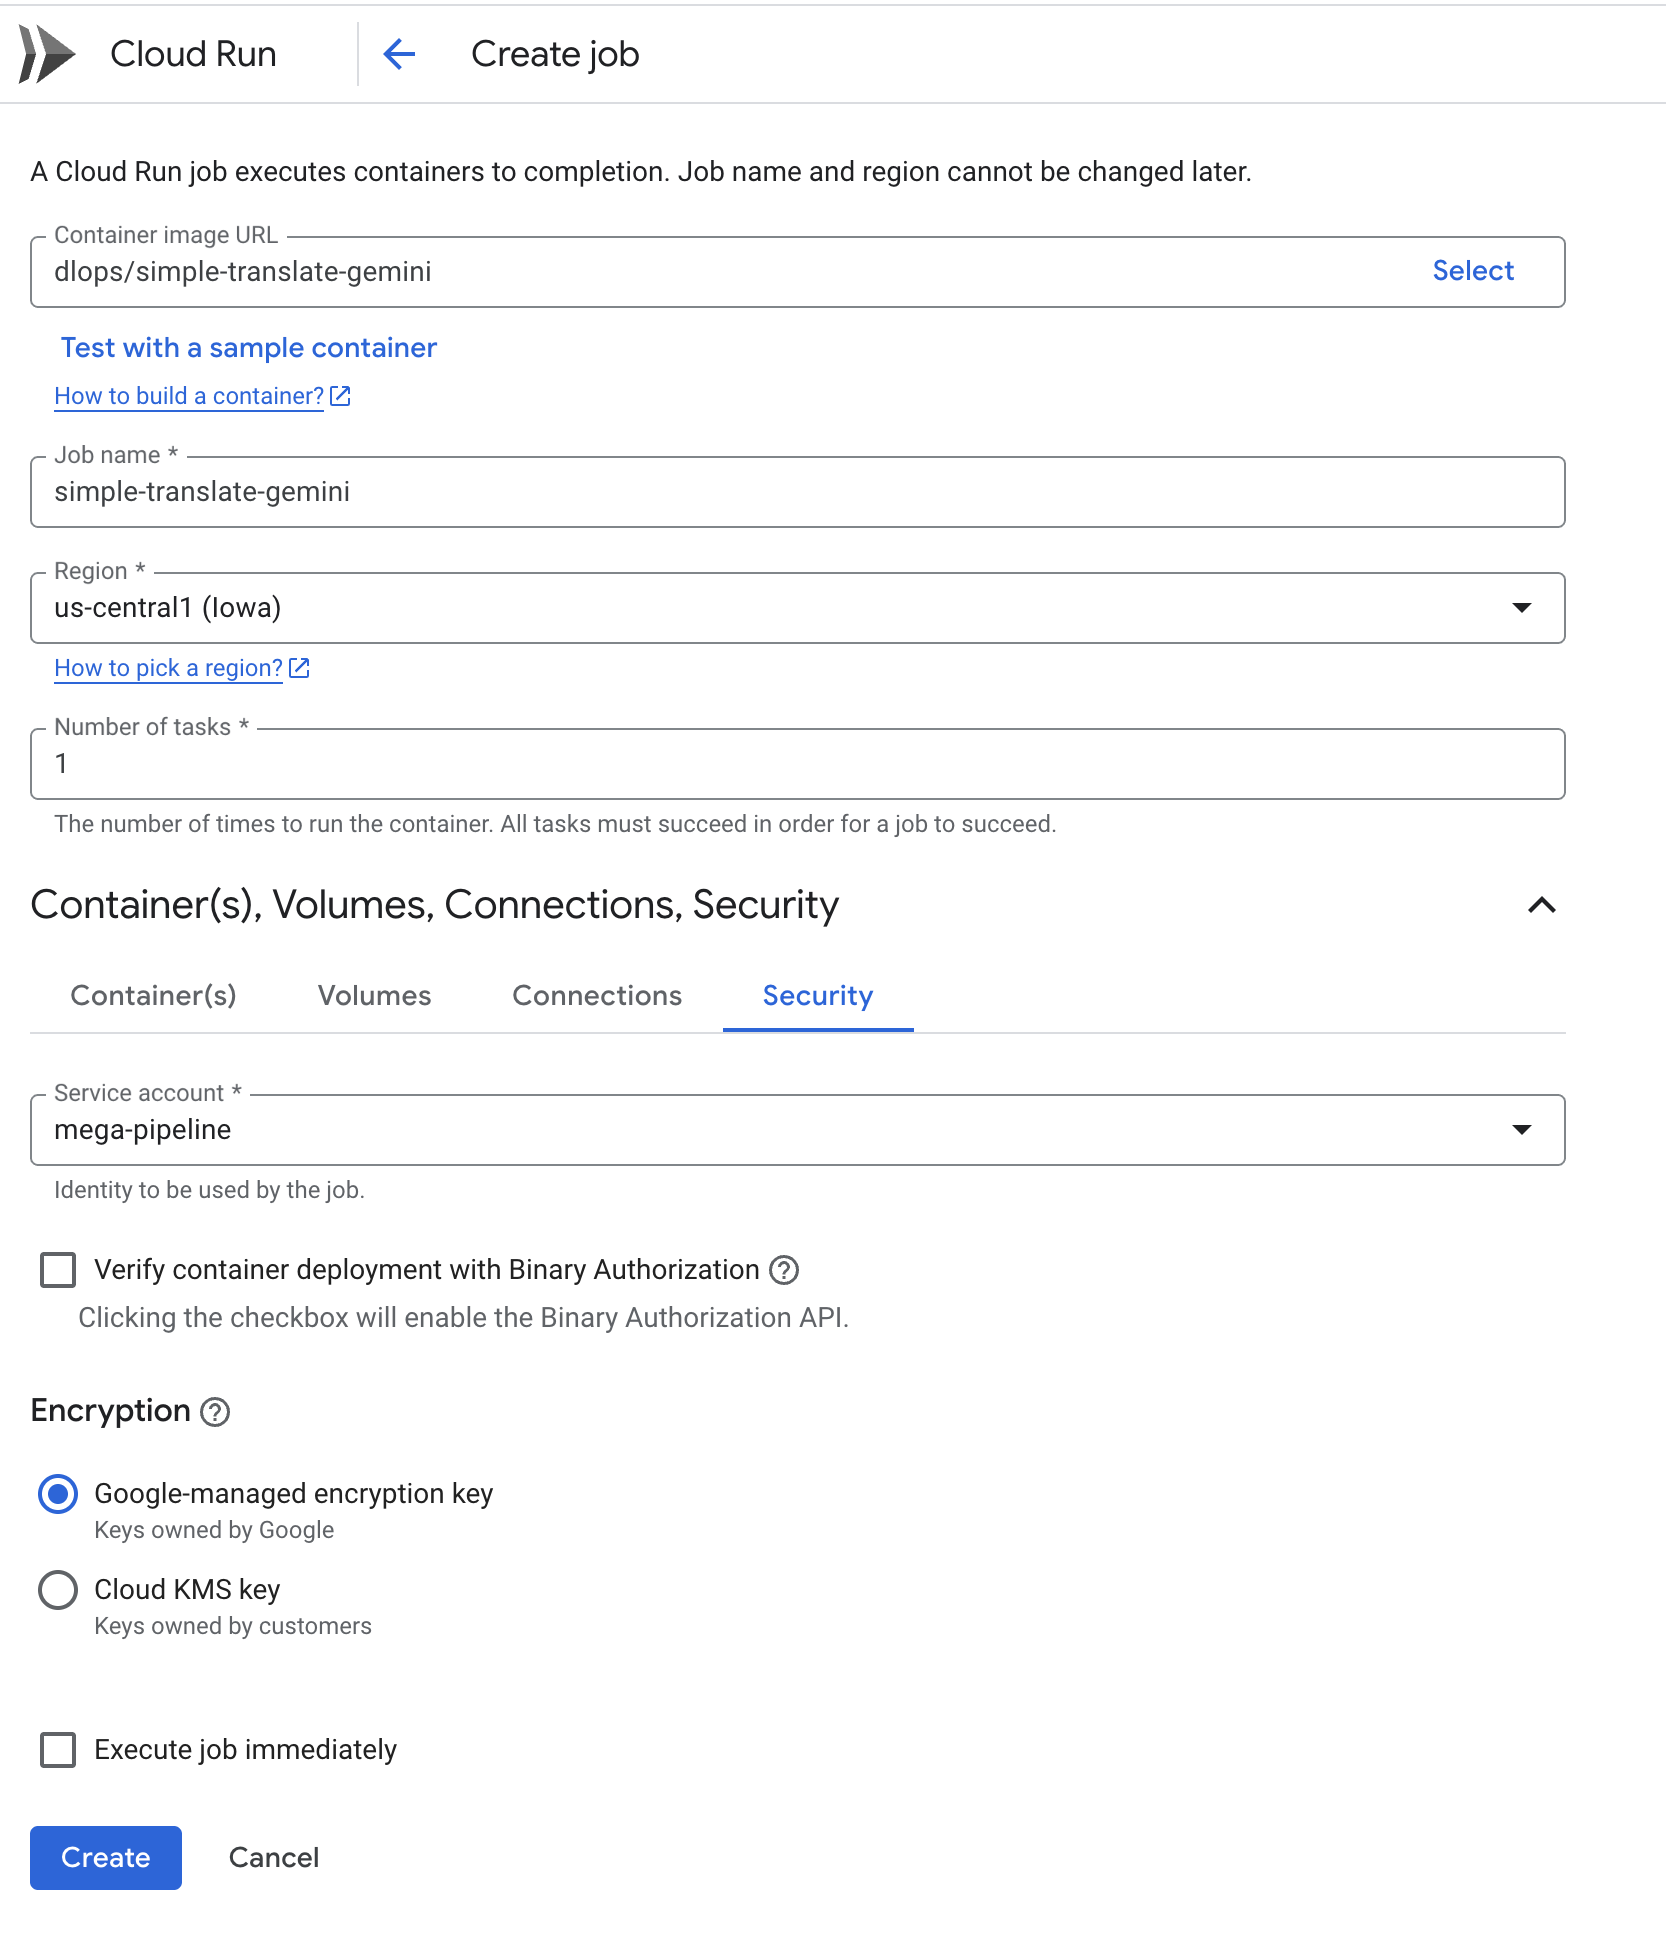 Cloud Run
Create job
A Cloud Run job executes containers to completion. Job name and region cannot be changed later.
Container image URL
dlops/simple-translate-gemini
Select
Test with a sample container
How to build a container?
Job name *
simple-translate-gemini
Region *
us-central1 (Iowa)
How to pick a region?
Number of tasks *
1
The number of times to run the container. All tasks must succeed in order for a job to succeed.
Container(s), Volumes, Connections, Security
Container(s) Volumes Connections Security
Service account *
mega-pipeline
Identity to be used by the job.
Verify container deployment with Binary Authorization
Clicking the checkbox will enable the Binary Authorization API.
Encryption
Google-managed encryption key
Keys owned by Google
Cloud KMS key
Keys owned by customers
Execute job immediately
Create Cancel